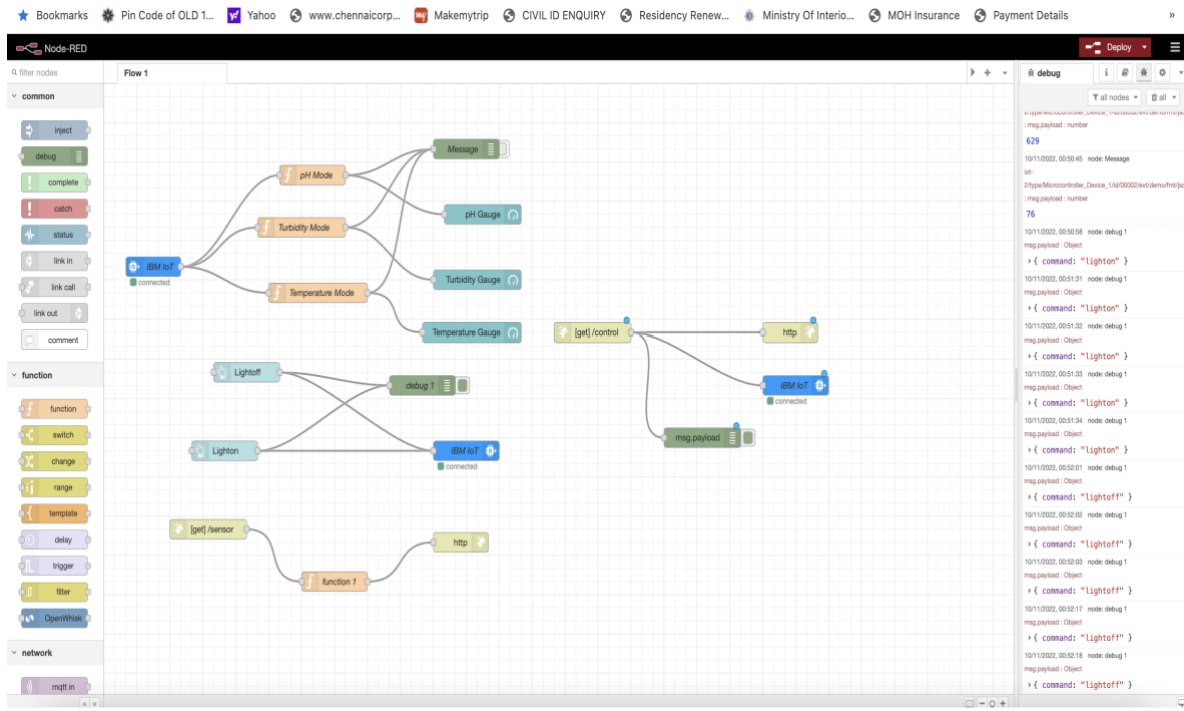 Bookmarks Pin Code of OLD 1... Yahoo www.chennaicorp... Makemytrip CIVIL ID ENQUIRY Residency Renew... Ministry Of Interio... MOH Insurance Payment Details »
Node-RED Deploy
filter nodes
common
inject
debug
complete
catch
status
link in
link call
link out
comment
function
function
switch
change
range
template
delay
trigger
filter
OpenWhisk
network
mqtt in
Flow 1
Message
pH Mode
pH Gauge
Turbidity Mode
IBM IoT
connected
Turbidity Gauge
Temperature Mode
Temperature Gauge
[get] /control
http
IBM IoT
connected
msg.payload
Lightoff
debug 1
Lighton
IBM IoT
connected
[get] /sensor
http
function 1
debug
all nodes all
: msg.payload : number
629
10/11/2022, 00:50:45 node: Message
iot-
2/type/Microcontroller_Device_1/id/00002/evt/demo/fmt/js
: msg.payload : number
76
10/11/2022, 00:50:58 node: debug 1
msg.payload : Object
{ command: "lighton" }
10/11/2022, 00:51:31 node: debug 1
msg.payload : Object
{ command: "lighton" }
10/11/2022, 00:51:32 node: debug 1
msg.payload : Object
{ command: "lighton" }
10/11/2022, 00:51:33 node: debug 1
msg.payload : Object
{ command: "lighton" }
10/11/2022, 00:51:34 node: debug 1
msg.payload : Object
{ command: "lighton" }
10/11/2022, 00:52:01 node: debug 1
msg.payload : Object
{ command: "lightoff" }
10/11/2022, 00:52:02 node: debug 1
msg.payload : Object
{ command: "lightoff" }
10/11/2022, 00:52:03 node: debug 1
msg.payload : Object
{ command: "lightoff" }
10/11/2022, 00:52:17 node: debug 1
msg.payload : Object
{ command: "lightoff" }
10/11/2022, 00:52:18 node: debug 1
msg.payload : Object
{ command: "lightoff" }